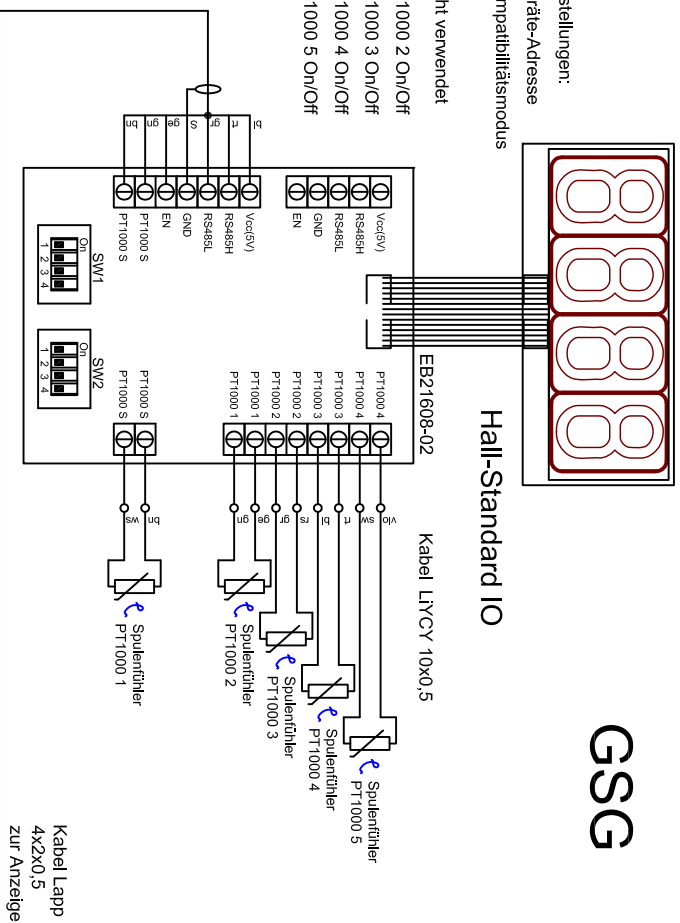 GSG
stellungen:
räte-Adresse
mpatibilitätsmodus
Hall-Standard IO
ht verwendet
1000 2 On/Off
1000 3 On/Off
1000 4 On/Off
1000 5 On/Off
EB21608-02
Kabel LiYCY 10x0,5
Vcc(5V)
RS485H
RS485L
GND
EN
PT1000 4
PT1000 4
PT1000 3
PT1000 3
PT1000 2
PT1000 2
PT1000 1
PT1000 1
vio
sw
rt
bl
rs
gr
ge
gn
Spulenfühler
PT1000 5
Spulenfühler
PT1000 4
Spulenfühler
PT1000 3
Spulenfühler
PT1000 2
bl
rt
gr
S
ge
gn
bn
Vcc(5V)
RS485H
RS485L
GND
EN
PT1000 S
PT1000 S
PT1000 S
PT1000 S
bn
ws
Spulenfühler
PT1000 1
SW1
On
1 2 3 4
SW2
On
1 2 3 4
Kabel Lapp
4x2x0,5
zur Anzeige